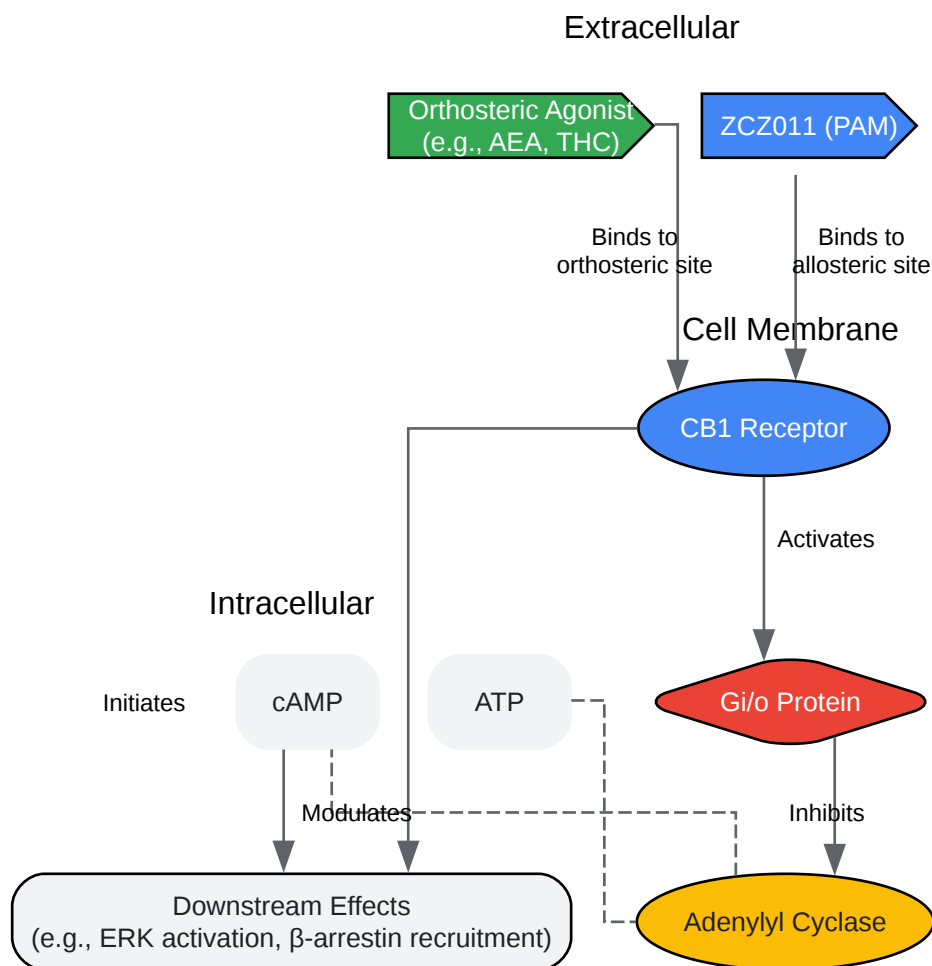 Extracellular
Orthosteric Agonist
(e.g., AEA, THC)
ZCZ011 (PAM)
Binds to
orthosteric site
Binds to
allosteric site
Cell Membrane
CB1 Receptor
Activates
Intracellular
Initiates
cAMP
ATP
Gi/o Protein
Modulates
Inhibits
Downstream Effects
(e.g., ERK activation, β-arrestin recruitment)
Adenylyl Cyclase